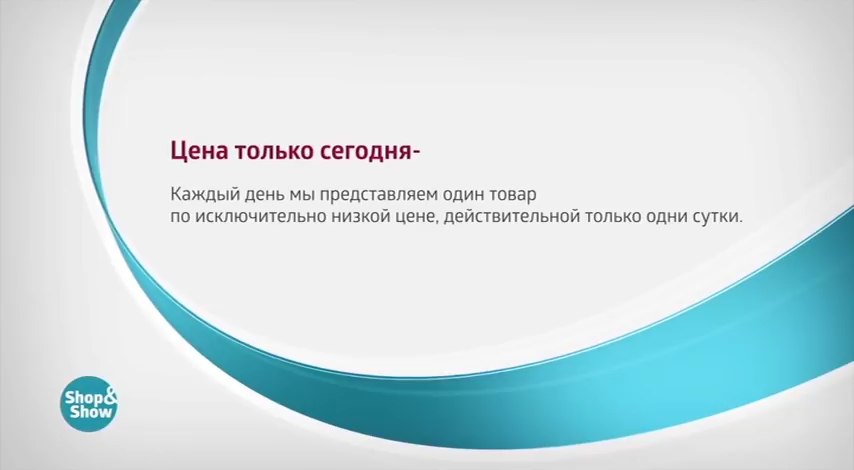 Цена только сегодня-
Каждый день мы представляем один товар
по исключительно низкой цене, действительной только одни сутки.
Shop&
Show